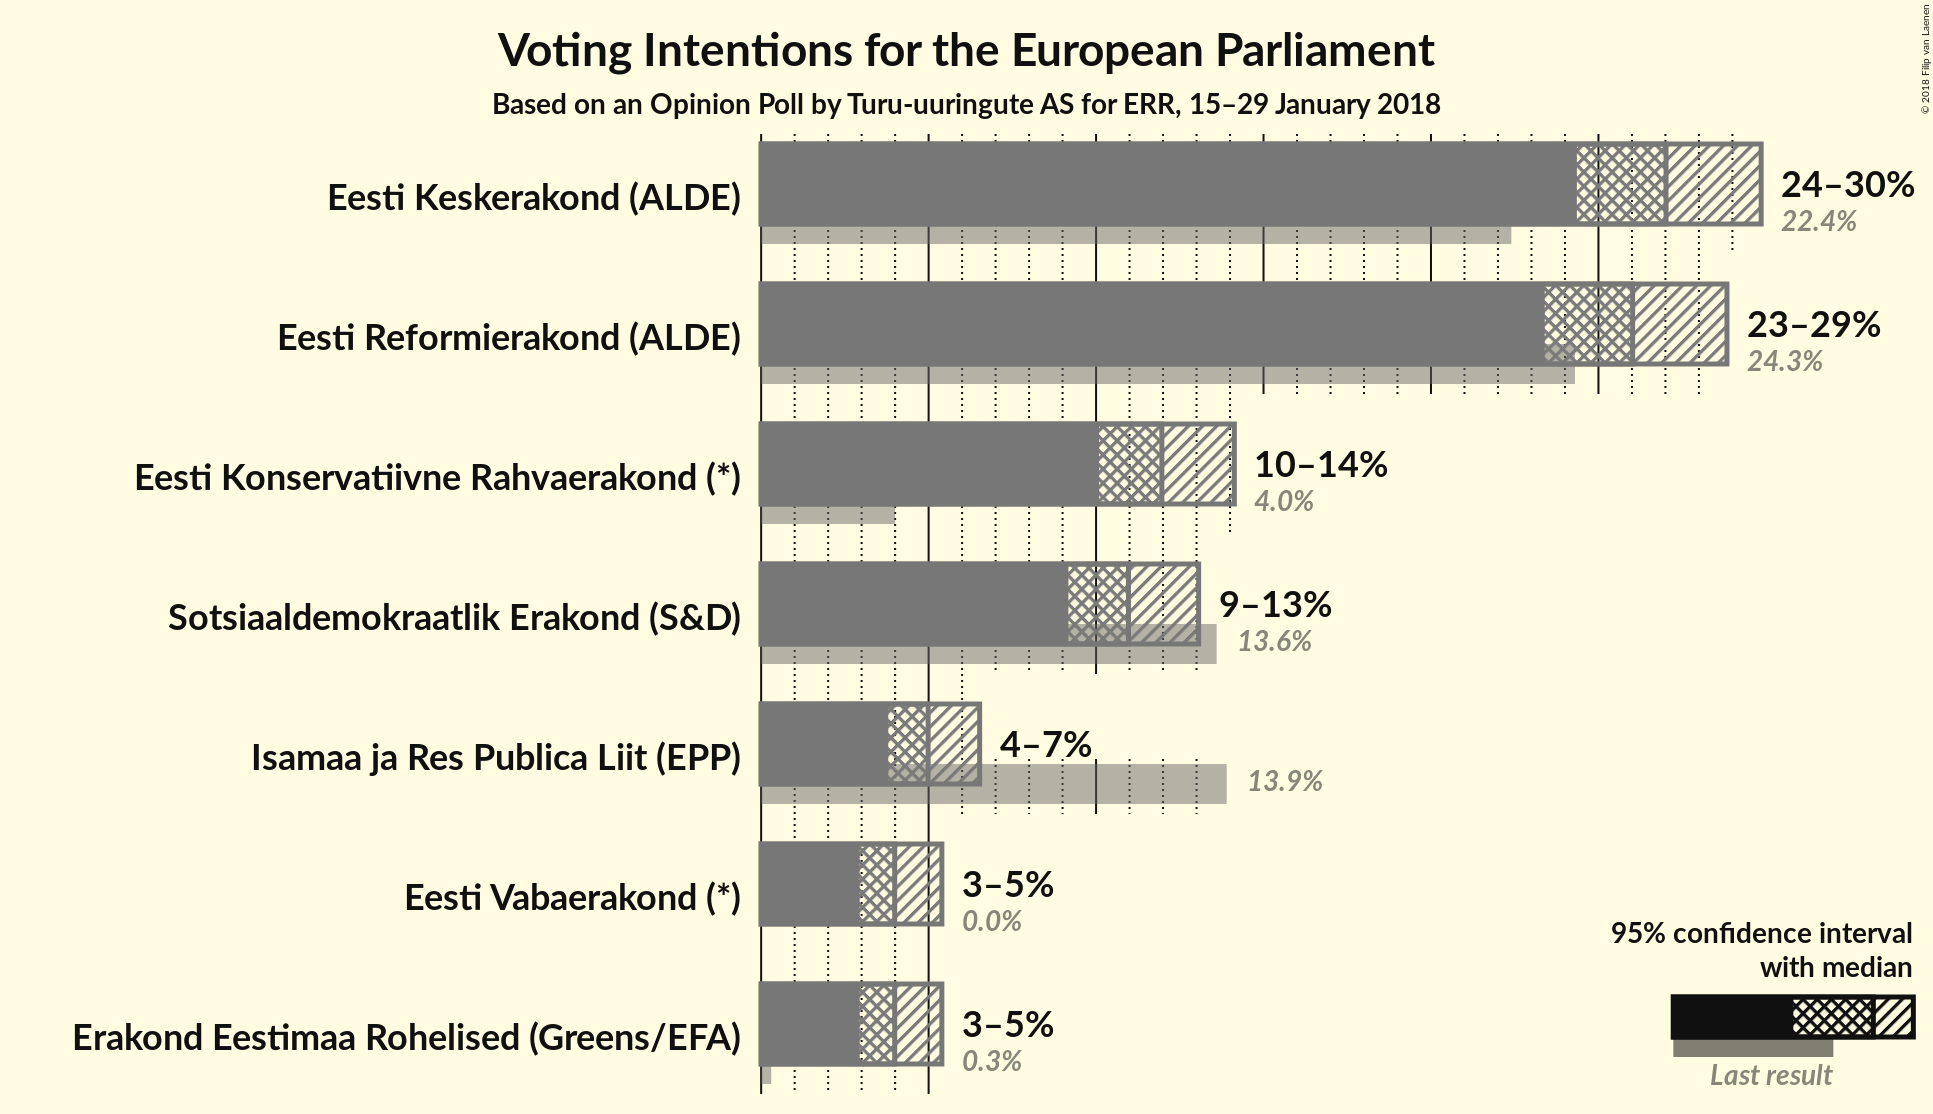 Voting Intentions for the European Parliament
Based on an Opinion Poll by Turu-uuringute AS for ERR, 15–29 January 2018
© 2018 Filip van Laenen
Eesti Keskerakond (ALDE)
24–30%
22.4%
Eesti Reformierakond (ALDE)
23–29%
24.3%
Eesti Konservatiivne Rahvaerakond (*)
10–14%
4.0%
Sotsiaaldemokraatlik Erakond (S&D)
9–13%
13.6%
Isamaa ja Res Publica Liit (EPP)
4–7%
13.9%
Eesti Vabaerakond (*)
3–5%
0.0%
Erakond Eestimaa Rohelised (Greens/EFA)
3–5%
0.3%
95% confidence interval
with median
Last result